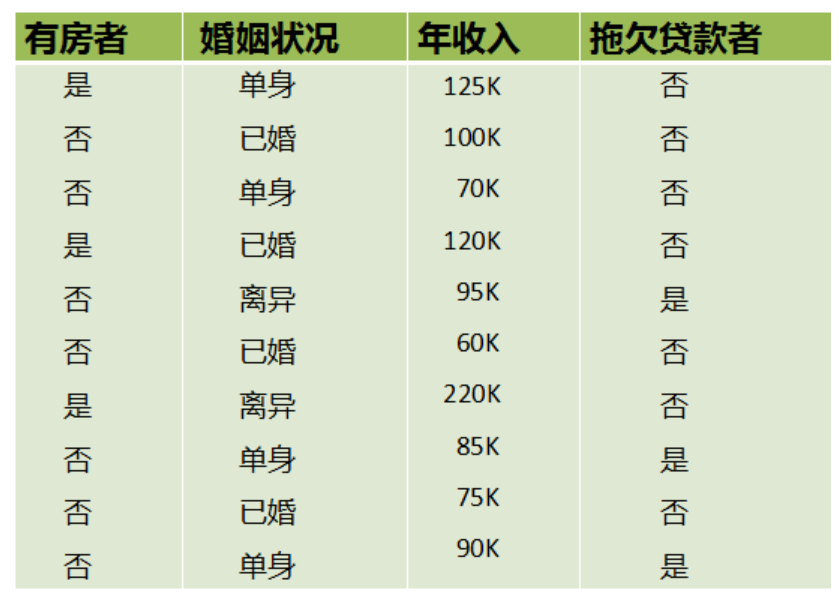 有房者 婚姻状况 年收入 拖欠贷款者
是 单身 125K 否
否 已婚 100K 否
否 单身 70K 否
是 已婚 120K 否
否 离异 95K 是
否 已婚 60K 否
是 离异 220K 否
否 单身 85K 是
否 已婚 75K 否
否 单身 90K 是